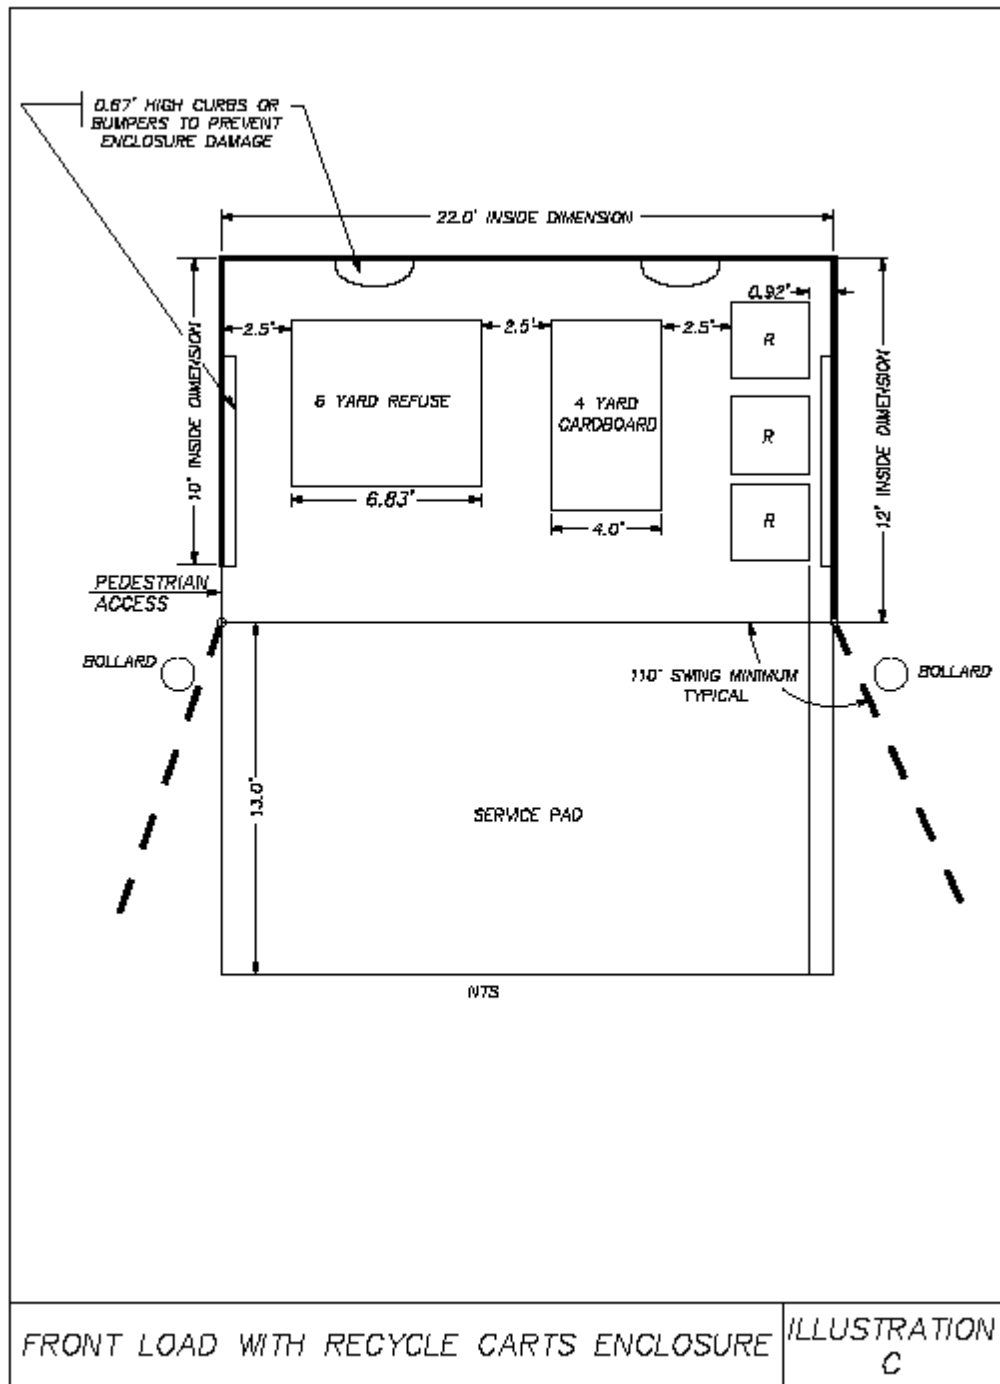 0.67' HIGH CURBS OR
BUMPERS TO PREVENT
ENCLOSURE DAMAGE
22.0' INSIDE DIMENSION
0.92'
2.5'
2.5'
2.5'
10' INSIDE DIMENSION
12' INSIDE DIMENSION
6 YARD REFUSE
4 YARD
CARDBOARD
R
R
R
6.83'
4.0'
PEDESTRIAN
ACCESS
BOLLARD
110° SWING MINIMUM
TYPICAL
BOLLARD
13.0'
SERVICE PAD
NTS
FRONT LOAD WITH RECYCLE CARTS ENCLOSURE
ILLUSTRATION
C